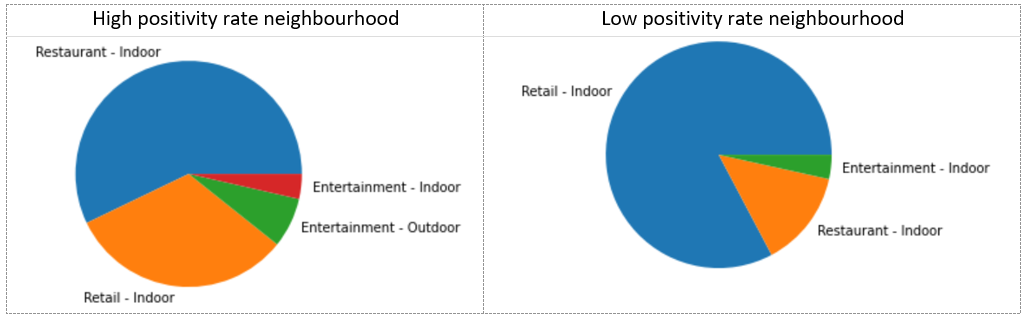 High positivity rate neighbourhood
Restaurant - Indoor
Entertainment - Indoor
Entertainment - Outdoor
Retail - Indoor
Low positivity rate neighbourhood
Retail - Indoor
Entertainment - Indoor
Restaurant - Indoor